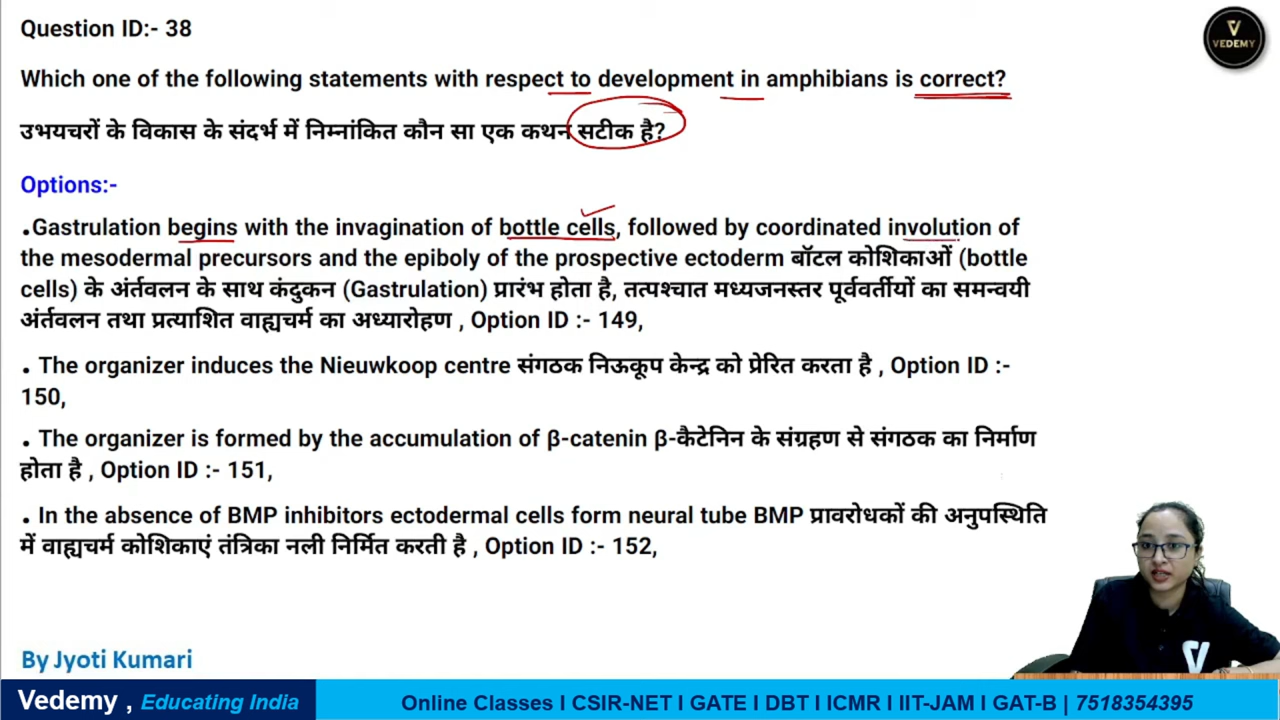 Question ID:- 38
VEDEMY
Which one of the following statements with respect to development in amphibians is correct?
उभयचरों के विकास के संदर्भ में निम्नांकित कौन सा एक कथन सटीक है?
Options:-
.Gastrulation begins with the invagination of bottle cells, followed by coordinated involution of
the mesodermal precursors and the epiboly of the prospective ectoderm बॉटल कोशिकाओं (bottle
cells) के अंर्तवलन के साथ कंदुकन (Gastrulation) प्रारंभ होता है, तत्पश्चात मध्यजनस्तर पूर्ववर्तीयों का समन्वयी
अंर्तवलन तथा प्रत्याशित वाह्यचर्म का अध्यारोहण , Option ID :- 149,
. The organizer induces the Nieuwkoop centre संगठक निऊकूप केन्द्र को प्रेरित करता है , Option ID :-
150,
. The organizer is formed by the accumulation of β-catenin β-कैटेनिन के संग्रहण से संगठक का निर्माण
होता है , Option ID :- 151,
. In the absence of BMP inhibitors ectodermal cells form neural tube BMP प्रावरोधकों की अनुपस्थिति
में वाह्यचर्म कोशिकाएं तंत्रिका नली निर्मित करती है , Option ID :- 152,
By Jyoti Kumari
Vedemy , Educating India
Online Classes I CSIR-NET I GATE I DBT I ICMR I IIT-JAM I GAT-B | 7518354395